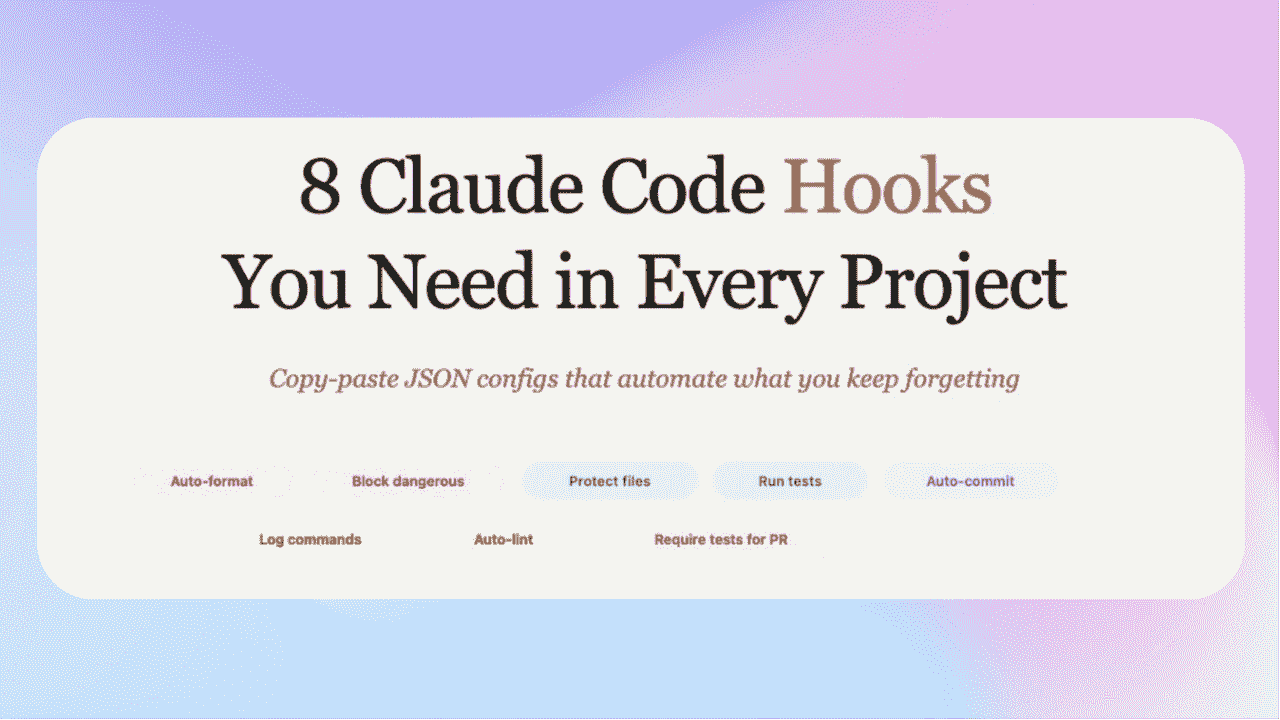 8 Claude Code Hooks
You Need in Every Project
Copy-paste JSON configs that automate what you keep forgetting
Auto-format Block dangerous Protect files Run tests Auto-commit
Log commands Auto-lint Require tests for PR